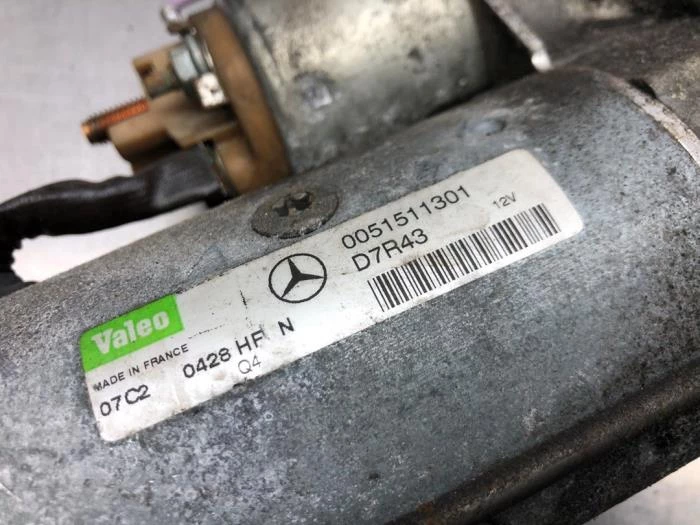 0051511301
D7R43
12V
Valeo
MADE IN FRANCE
07C2
0428 HF N
Q4